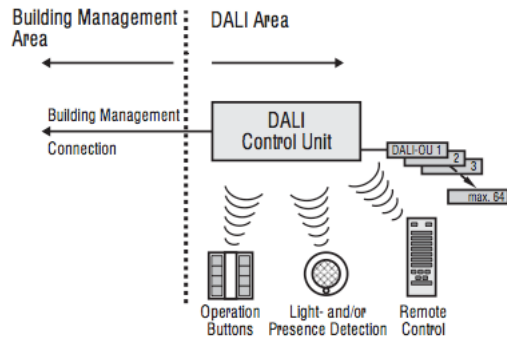 Building Management
Area
DALI Area
Building Management
Connection
DALI
Control Unit
DALI-OU 1
2
3
max. 64
Operation
Buttons
Light- and/or
Presence Detection
Remote
Control